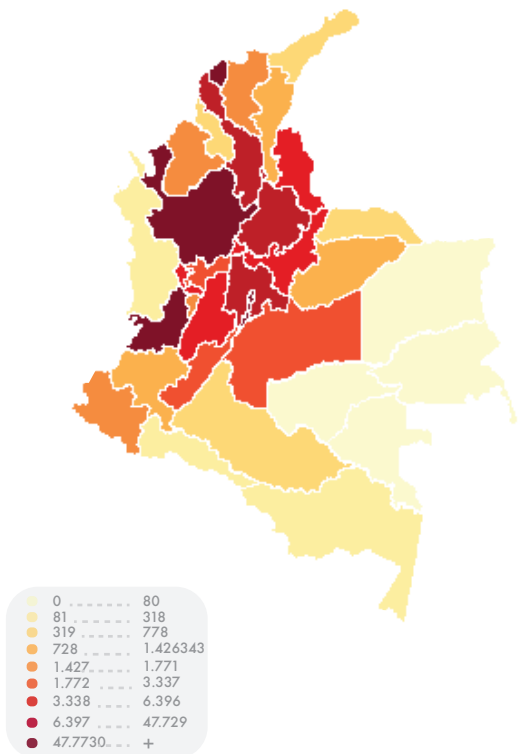 0 ........ 80
81 ........ 318
319 ........ 778
728 ........ 1.426343
1.427 ........ 1.771
1.772 ........ 3.337
3.338 ........ 6.396
6.397 ........ 47.729
47.7730 ........ +